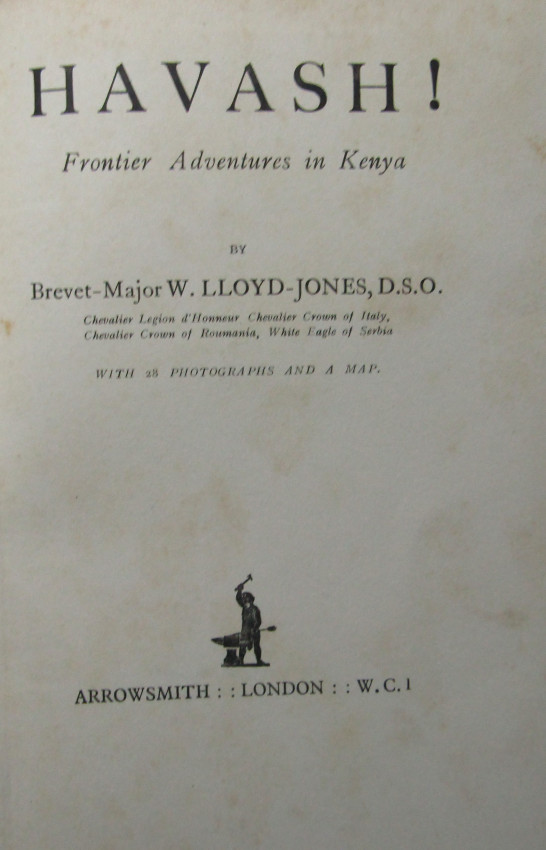 HAVASH!
Frontier Adventures in Kenya
BY
Brevet-Major W. LLOYD-JONES, D.S.O.
Chevalier Legion d'Honneur Chevalier Crown of Italy,
Chevalier Crown of Roumania, White Eagle of Serbia
WITH 28 PHOTOGRAPHS AND A MAP.
ARROWSMITH : : LONDON : : W.C.1